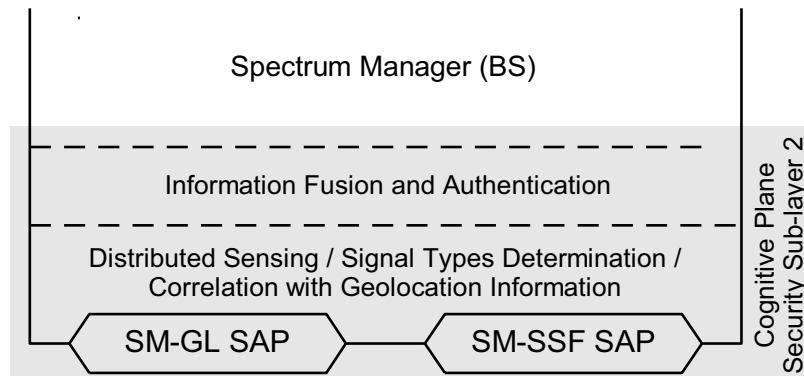 Spectrum Manager (BS)
Information Fusion and Authentication
Distributed Sensing / Signal Types Determination /
Correlation with Geolocation Information
SM-GL SAP
SM-SSF SAP
Cognitive Plane
Security Sub-layer 2